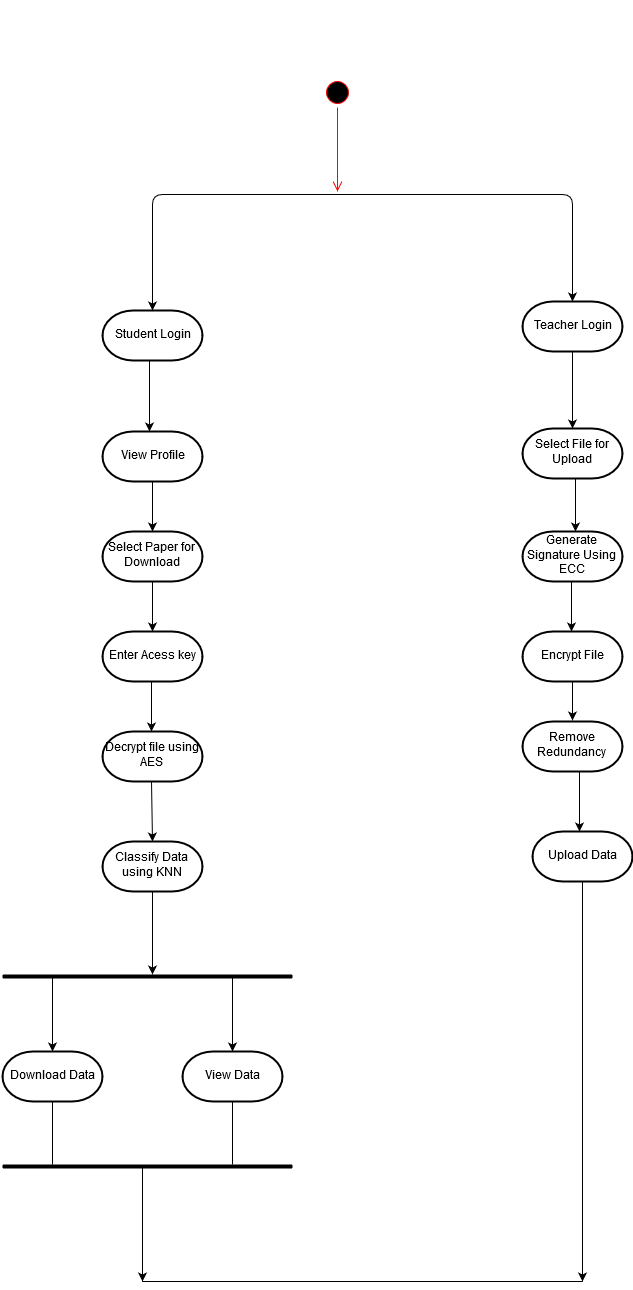 Student Login
View Profile
Select Paper for
Download
Enter Acess key
Decrypt file using
AES
Classify Data
using KNN
Download Data
View Data
Teacher Login
Select File for
Upload
Generate
Signature Using
ECC
Encrypt File
Remove
Redundancy
Upload Data